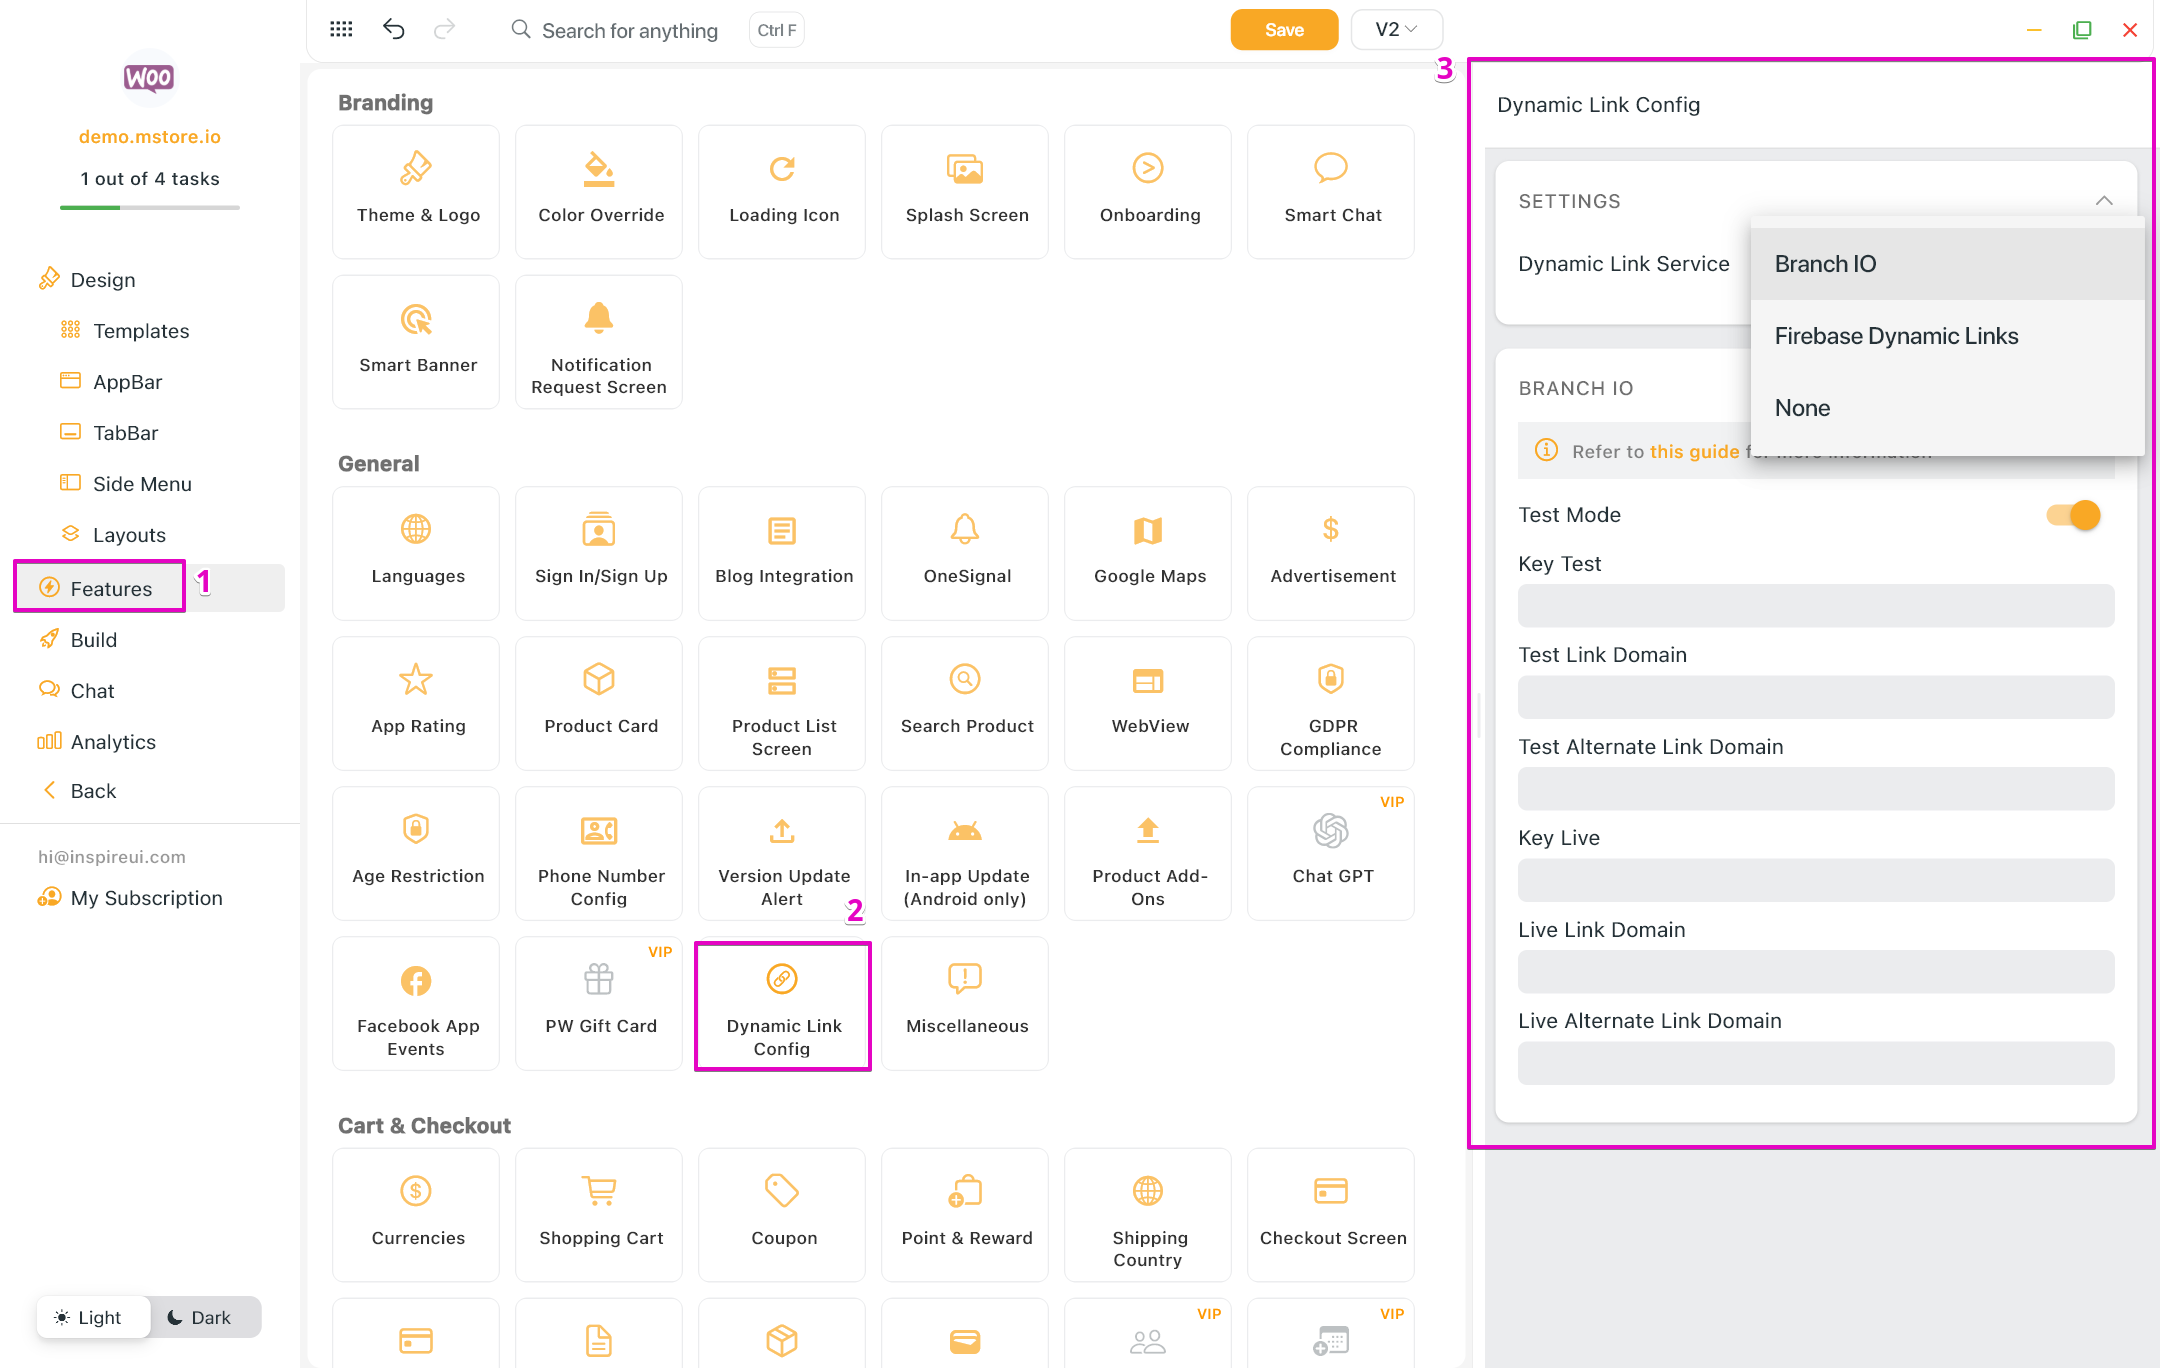 Search for anything
Ctrl F
Save
V2
WOO
demo.mstore.io
1 out of 4 tasks
Design
Templates
AppBar
TabBar
Side Menu
Layouts
Features
1
Build
Chat
Analytics
Back
hi@inspireui.com
My Subscription
Light
Dark
Branding
Theme & Logo
Color Override
Loading Icon
Splash Screen
Onboarding
Smart Chat
Smart Banner
Notification
Request Screen
General
Languages
Sign In/Sign Up
Blog Integration
OneSignal
Google Maps
Advertisement
App Rating
Product Card
Product List
Screen
Search Product
WebView
GDPR
Compliance
Age Restriction
Phone Number
Config
Version Update
Alert
In-app Update
(Android only)
Product Add-
Ons
VIP
Chat GPT
2
Facebook App
Events
VIP
PW Gift Card
Dynamic Link
Config
Miscellaneous
Cart & Checkout
Currencies
Shopping Cart
Coupon
Point & Reward
Shipping
Country
Checkout Screen
VIP
VIP
3
Dynamic Link Config
SETTINGS
Dynamic Link Service
Branch IO
Firebase Dynamic Links
None
BRANCH IO
Refer to this guide
Test Mode
Key Test
Test Link Domain
Test Alternate Link Domain
Key Live
Live Link Domain
Live Alternate Link Domain